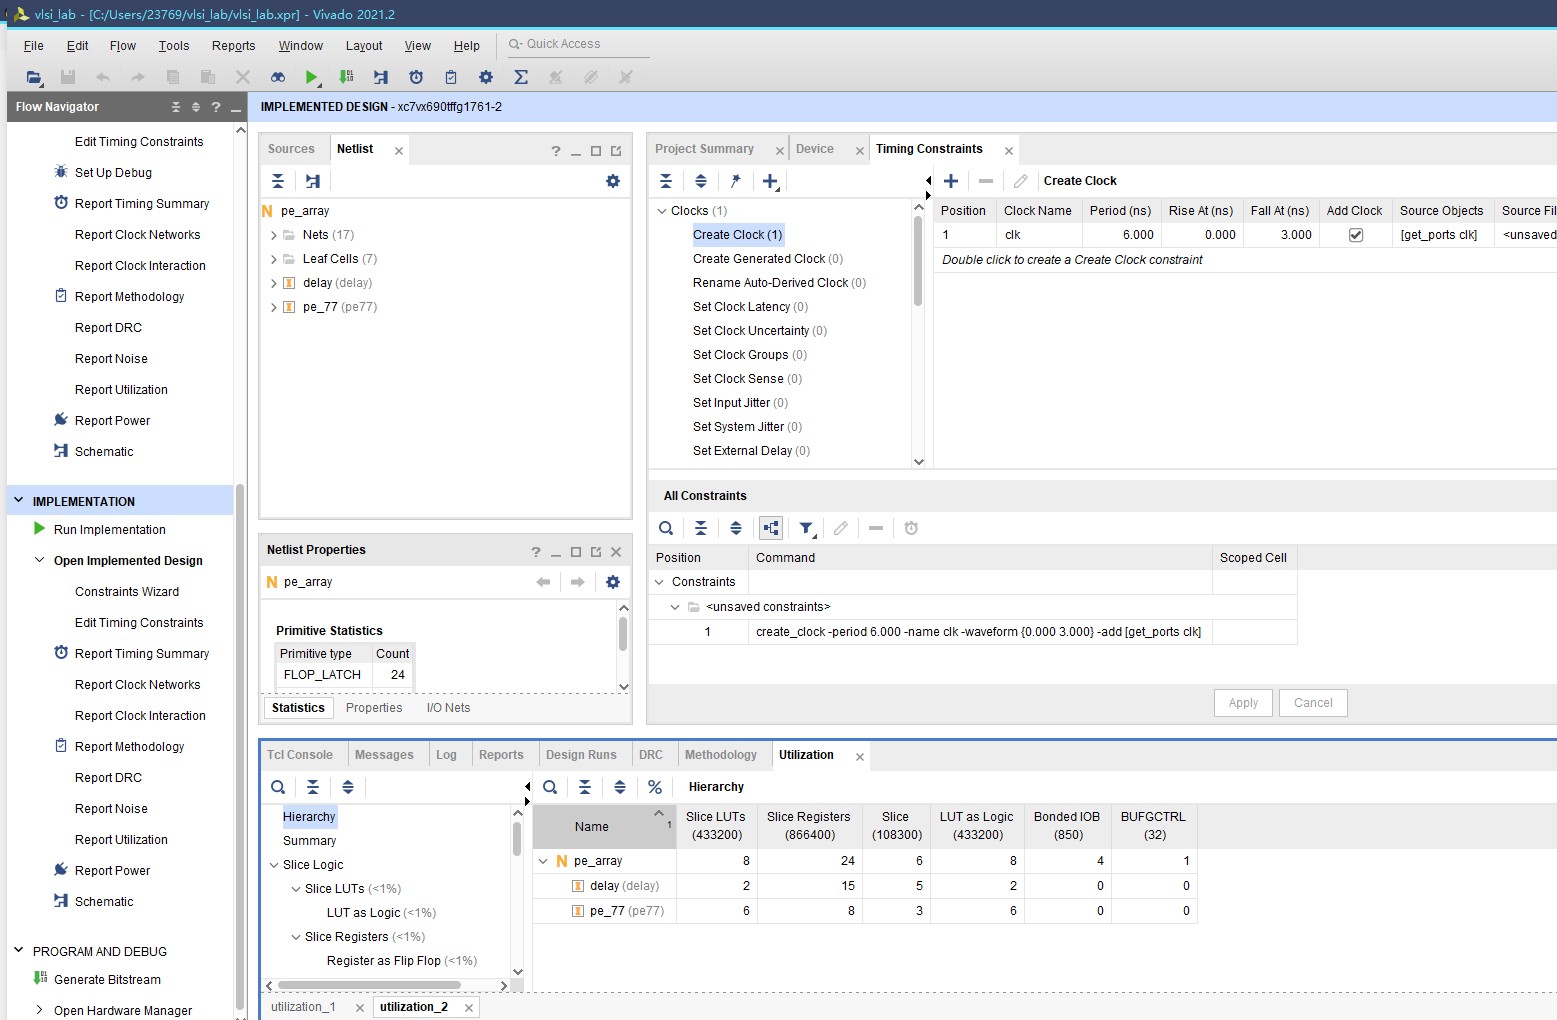 vlsi_lab - [C:/Users/23769/vlsi_lab/vlsi_lab.xpr] - Vivado 2021.2
File Edit Flow Tools Reports Window Layout View Help Quick Access
Flow Navigator
IMPLEMENTED DESIGN - xc7vx690tffg1761-2
Edit Timing Constraints
Set Up Debug
Report Timing Summary
Report Clock Networks
Report Clock Interaction
Report Methodology
Report DRC
Report Noise
Report Utilization
Report Power
Schematic
IMPLEMENTATION
Run Implementation
Open Implemented Design
Constraints Wizard
Edit Timing Constraints
Report Timing Summary
Report Clock Networks
Report Clock Interaction
Report Methodology
Report DRC
Report Noise
Report Utilization
Report Power
Schematic
PROGRAM AND DEBUG
Generate Bitstream
Open Hardware Manager
Sources Netlist
N pe_array
Nets (17)
Leaf Cells (7)
delay (delay)
pe_77 (pe77)
Netlist Properties
N pe_array
Primitive Statistics
Primitive type Count
FLOP_LATCH 24
Statistics Properties I/O Nets
Project Summary Device Timing Constraints
Clocks (1)
Create Clock (1)
Create Generated Clock (0)
Rename Auto-Derived Clock (0)
Set Clock Latency (0)
Set Clock Uncertainty (0)
Set Clock Groups (0)
Set Clock Sense (0)
Set Input Jitter (0)
Set System Jitter (0)
Set External Delay (0)
Create Clock
Position Clock Name Period (ns) Rise At (ns) Fall At (ns) Add Clock Source Objects Source Fil
1 clk 6.000 0.000 3.000 [get_ports clk] <unsaved
Double click to create a Create Clock constraint
All Constraints
Position Command Scoped Cell
Constraints
<unsaved constraints>
1 create_clock -period 6.000 -name clk -waveform {0.000 3.000} -add [get_ports clk]
Apply Cancel
Tcl Console Messages Log Reports Design Runs DRC Methodology Utilization
Hierarchy
Summary
Slice Logic
Slice LUTs (<1%)
LUT as Logic (<1%)
Slice Registers (<1%)
Register as Flip Flop (<1%)
% Hierarchy
Name 1 Slice LUTs (433200) Slice Registers (866400) Slice (108300) LUT as Logic (433200) Bonded IOB (850) BUFGCTRL (32)
N pe_array 8 24 6 8 4 1
delay (delay) 2 15 5 2 0 0
pe_77 (pe77) 6 8 3 6 0 0
utilization_1 utilization_2